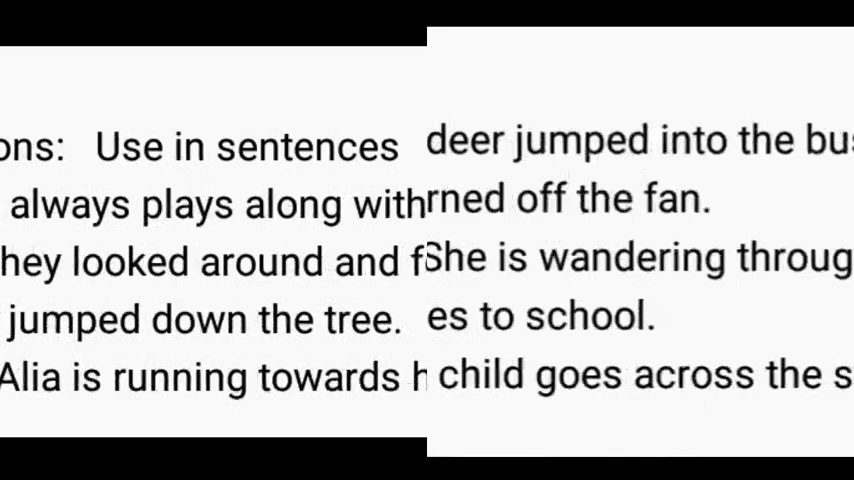 ons: Use in sentences
always plays along with
hey looked around and f
jumped down the tree.
Alia is running towards h
deer jumped into the bus
rned off the fan.
She is wandering throug
es to school.
child goes across the s